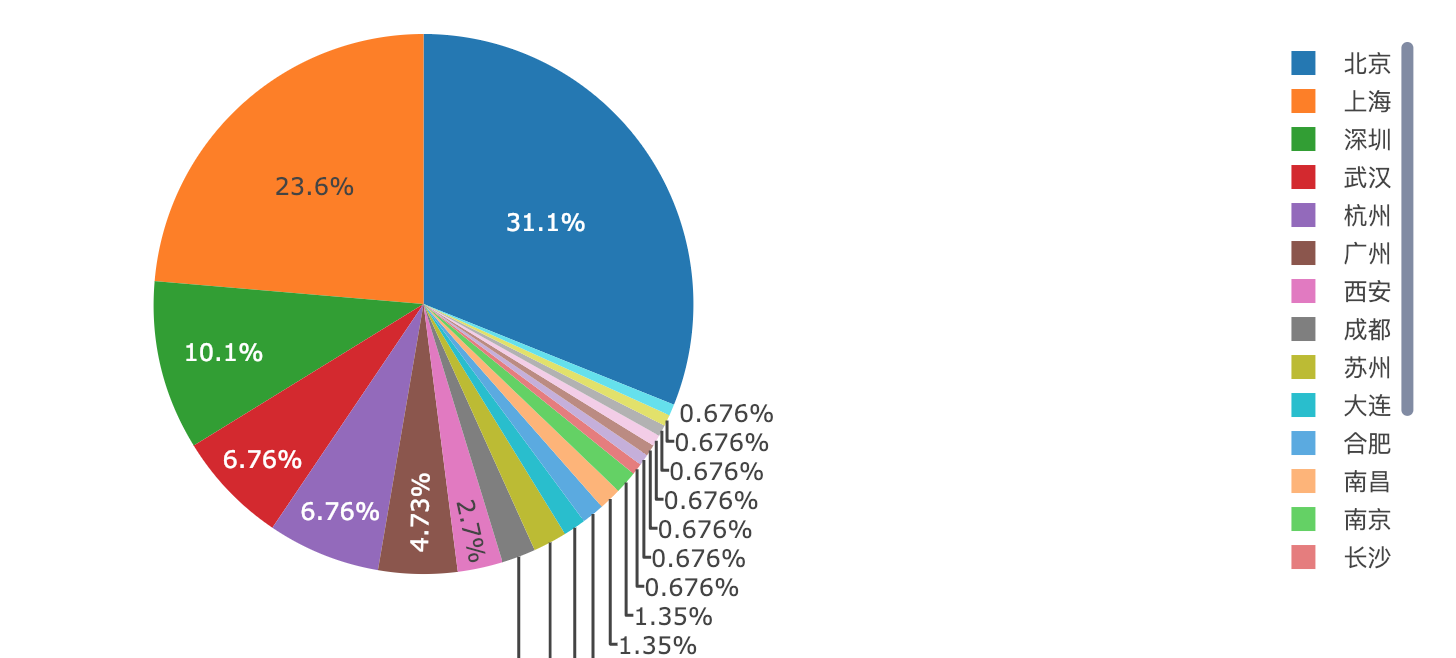 23.6%
31.1%
10.1%
6.76%
6.76%
4.73%
2.7%
0.676%
0.676%
0.676%
0.676%
0.676%
0.676%
0.676%
1.35%
1.35%
北京
上海
深圳
武汉
杭州
广州
西安
成都
苏州
大连
合肥
南昌
南京
长沙